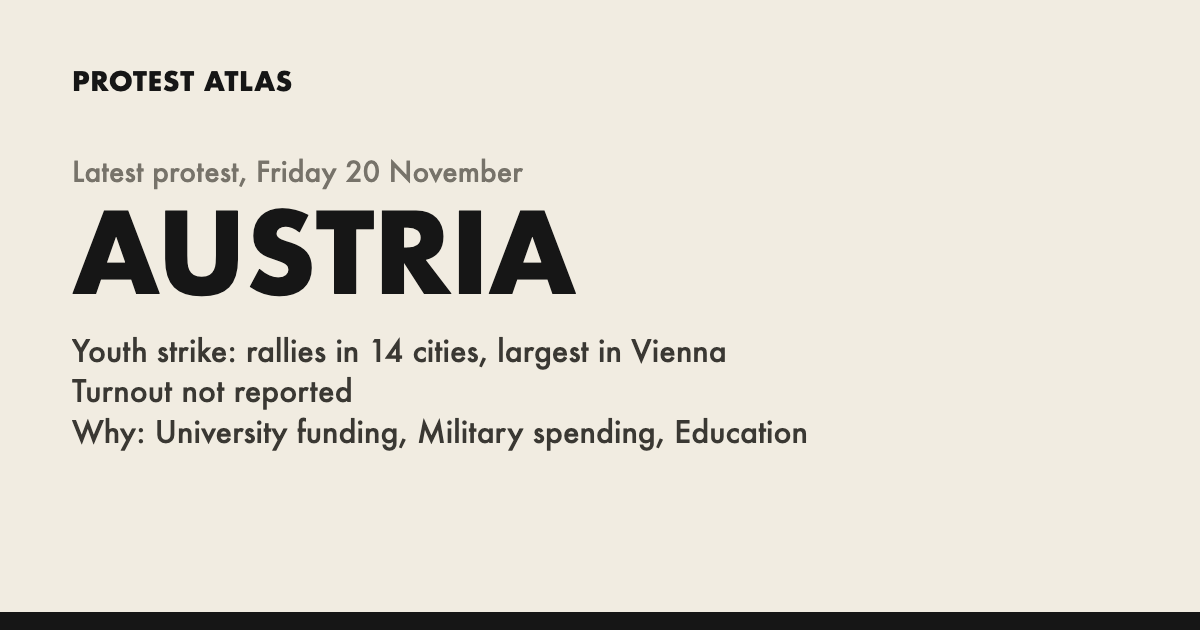 PROTEST ATLAS
Latest protest, Friday 20 November
AUSTRIA
Youth strike: rallies in 14 cities, largest in Vienna
Turnout not reported
Why: University funding, Military spending, Education